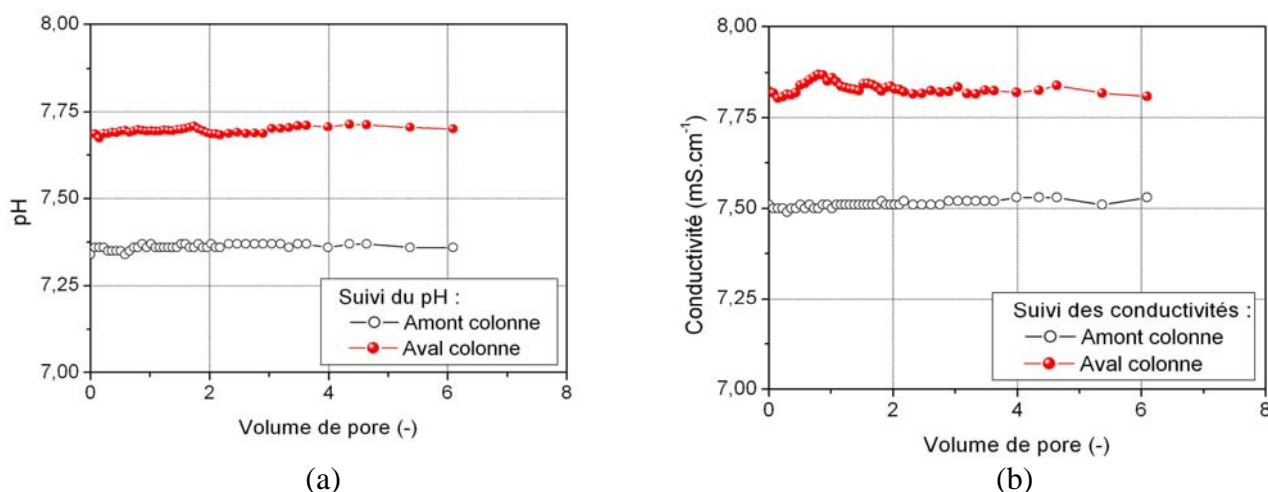 8,00
7,75
7,50
7,25
7,00
pH
0
2
4
6
8
Volume de pore (-)
Suivi du pH :
Amont colonne
Aval colonne
(a)
8,00
7,75
7,50
7,25
7,00
Conductivité (mS.cm⁻¹)
0
2
4
6
8
Volume de pore (-)
Suivi des conductivités :
Amont colonne
Aval colonne
(b)